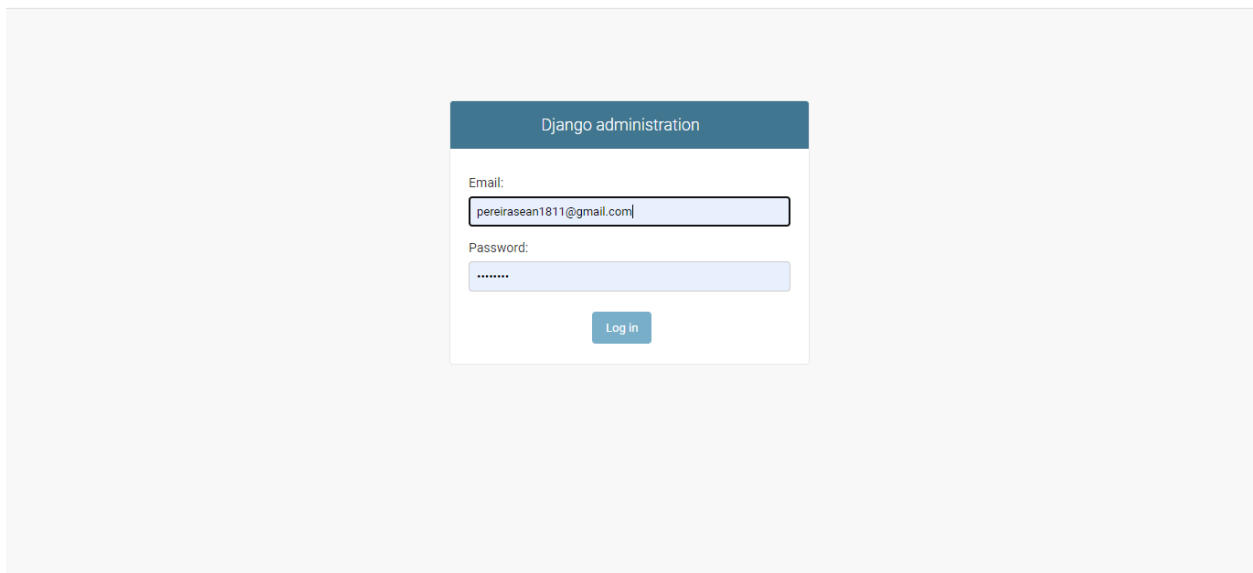 Django administration
Email:
pereirasean1811@gmail.com
Password:
••••••••
Log in